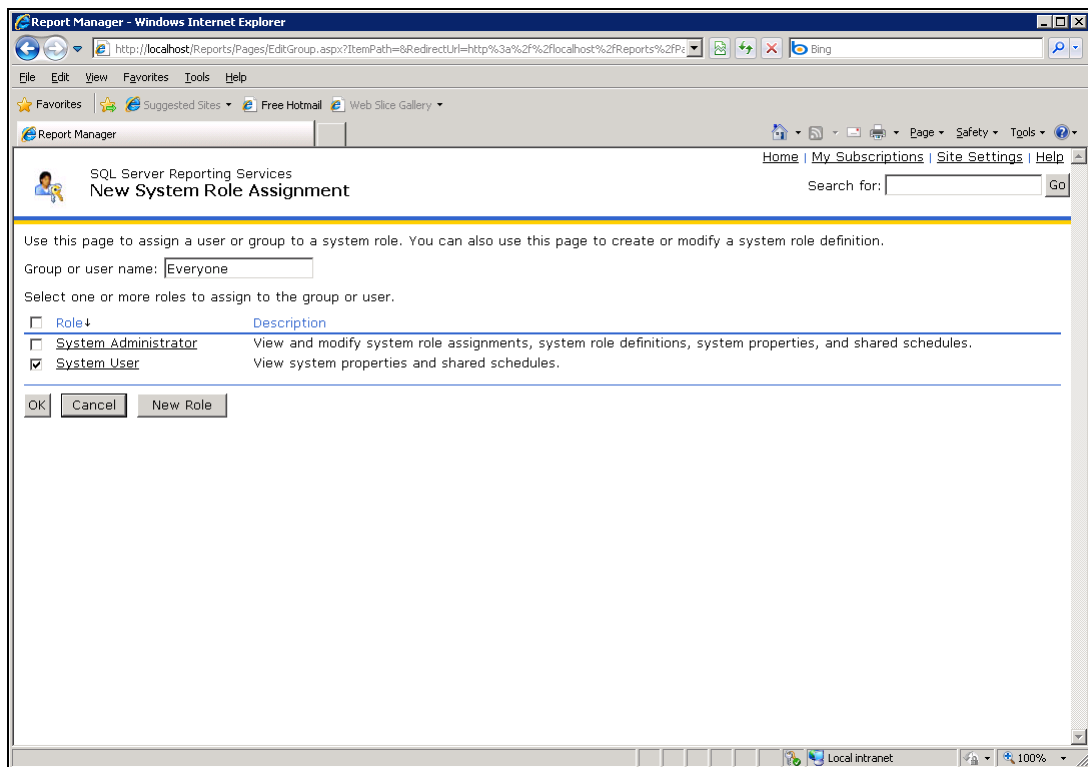 Report Manager - Windows Internet Explorer
http://localhost/Reports/Pages/EditGroup.aspx?ItemPath=&RedirectUrl=http%3a%2f%2flocalhost%2fReports%2fPa
Bing
File Edit View Favorites Tools Help
Favorites Suggested Sites Free Hotmail Web Slice Gallery
Report Manager Page Safety Tools
Home | My Subscriptions | Site Settings | Help
SQL Server Reporting Services
New System Role Assignment
Search for: Go
Use this page to assign a user or group to a system role. You can also use this page to create or modify a system role definition.
Group or user name: Everyone
Select one or more roles to assign to the group or user.
Role↓ Description
System Administrator View and modify system role assignments, system role definitions, system properties, and shared schedules.
System User View system properties and shared schedules.
OK Cancel New Role
Local intranet 100%